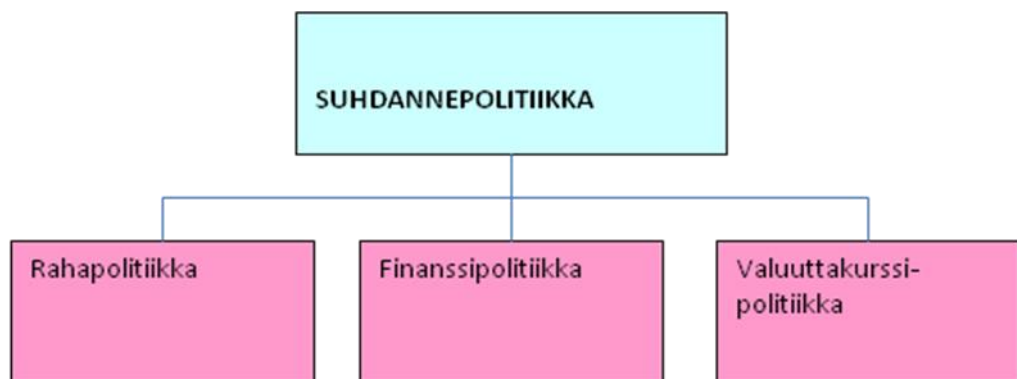 SUHDANNEPOLITIIKKA
Rahapolitiikka
Finanssipolitiikka
Valuuttakurssi-
politiikka